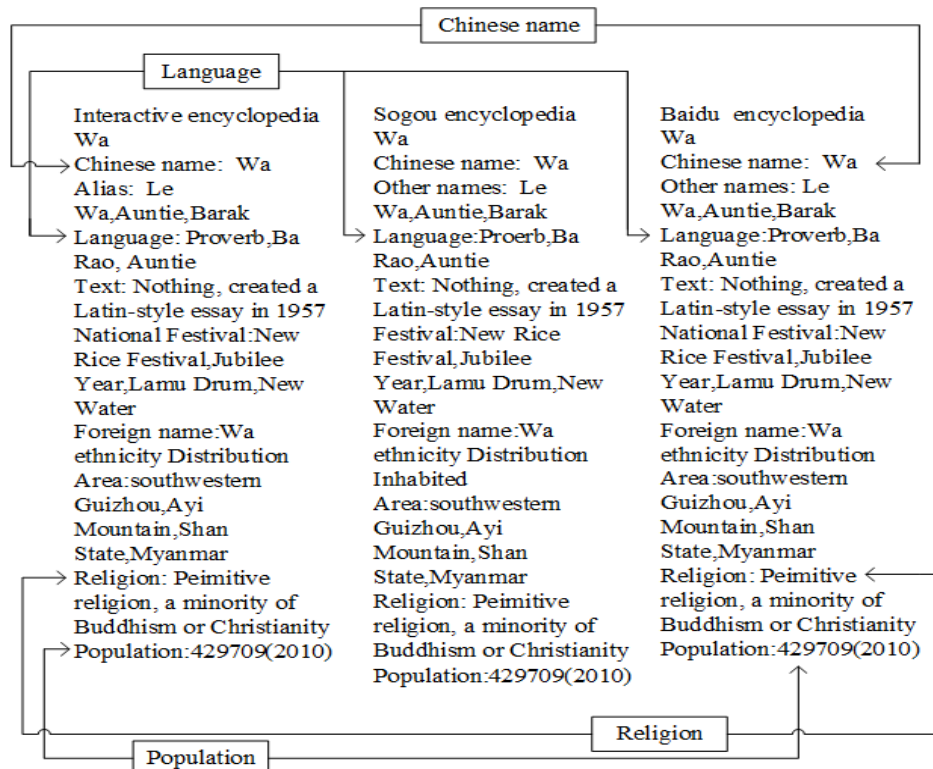 Chinese name
Language
Interactive encyclopedia
Wa
Chinese name:  Wa
Alias:  Le
Wa,Auntie,Barak
Language: Proverb,Ba
Rao, Auntie
Text: Nothing, created a
Latin-style essay in 1957
National Festival:New
Rice Festival,Jubilee
Year,Lamu Drum,New
Water
Foreign name:Wa
ethnicity Distribution
Area:southwestern
Guizhou,Ayi
Mountain,Shan
State,Myanmar
Religion: Peimitive
religion, a minority of
Buddhism or Christianity
Population:429709(2010)
Sogou encyclopedia
Wa
Chinese name:  Wa
Other names:  Le
Wa,Auntie,Barak
Language:Proerb,Ba
Rao,Auntie
Text: Nothing, created a
Latin-style essay in 1957
Festival:New Rice
Festival,Jubilee
Year,Lamu Drum,New
Water
Foreign name:Wa
ethnicity Distribution
Inhabited
Area:southwestern
Guizhou,Ayi
Mountain,Shan
State,Myanmar
Religion: Peimitive
religion, a minority of
Buddhism or Christianity
Population:429709(2010)
Baidu  encyclopedia
Wa
Chinese name:  Wa
Other names: Le
Wa,Auntie,Barak
Language:Proverb,Ba
Rao,Auntie
Text: Nothing, created a
Latin-style essay in 1957
National Festival:New
Rice Festival,Jubilee
Year,Lamu Drum,New
Water
Foreign name:Wa
ethnicity Distribution
Area:southwestern
Guizhou,Ayi
Mountain,Shan
State,Myanmar
Religion: Peimitive
religion, a minority of
Buddhism or Christianity
Population:429709(2010)
Religion
Population